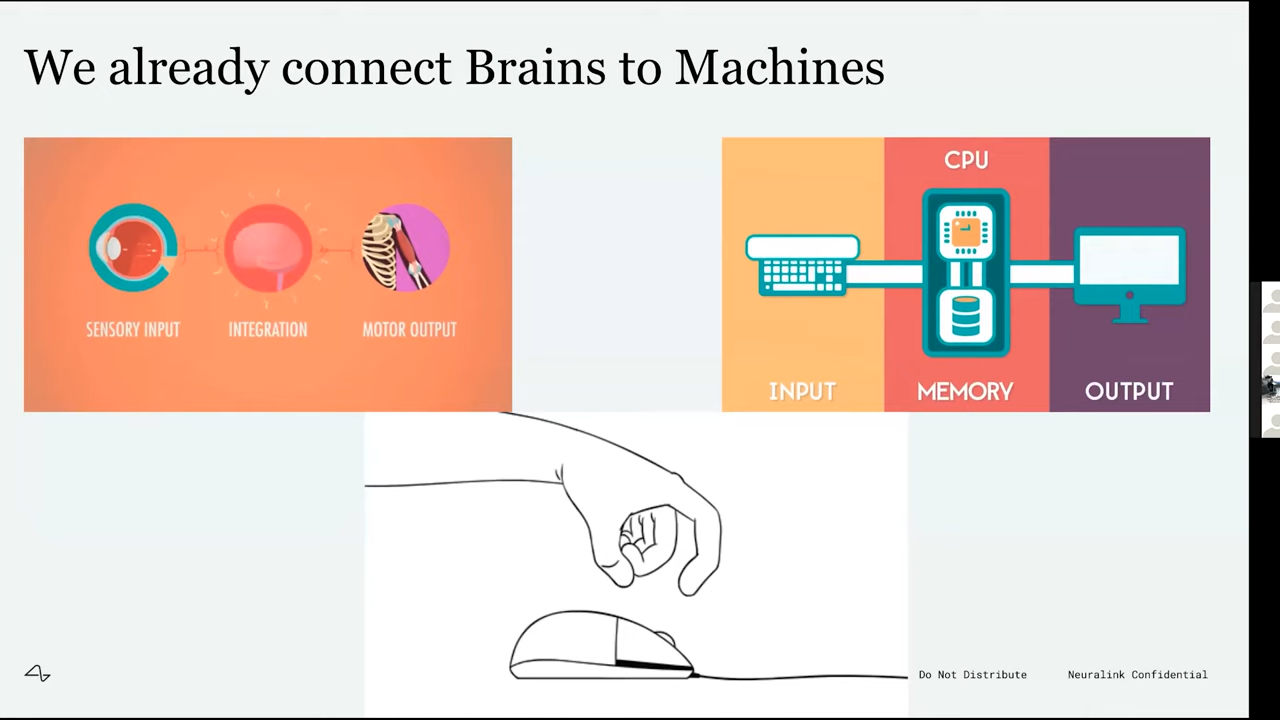 We already connect Brains to Machines
SENSORY INPUT
INTEGRATION
MOTOR OUTPUT
CPU
INPUT
MEMORY
OUTPUT
Do Not Distribute
Neuralink Confidential